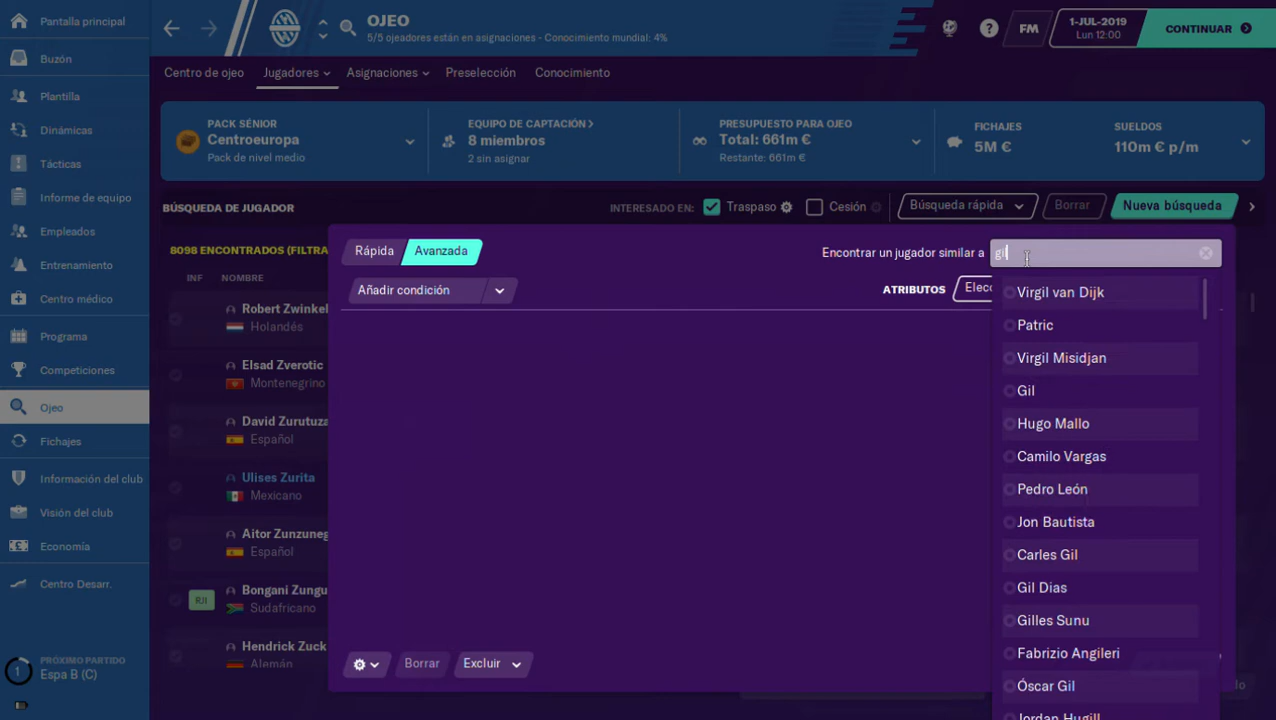 Pantalla principal
Buzón
Plantilla
Dinámicas
Tácticas
Informe de equipo
Empleados
Entrenamiento
Centro médico
Programa
Competiciones
Ojeo
Fichajes
Información del club
Visión del club
Economía
Centro Desarr.
PRÓXIMO PARTIDO
1
Espa B (C)
OJEO
5/5 ojeadores están en asignaciones - Conocimiento mundial: 4%
?
FM
1-JUL-2019
Lun 12:00
CONTINUAR
Centro de ojeo
Jugadores
Asignaciones
Preselección
Conocimiento
PACK SÉNIOR
Centroeuropa
Pack de nivel medio
EQUIPO DE CAPTACIÓN >
8 miembros
2 sin asignar
PRESUPUESTO PARA OJEO
Total: 661m €
Restante: 661m €
FICHAJES
5M €
SUELDOS
110m € p/m
BÚSQUEDA DE JUGADOR
INTERESADO EN:
Traspaso
Cesión
Búsqueda rápida
Borrar
Nueva búsqueda
8098 ENCONTRADOS (FILTRA
INF
NOMBRE
Robert Zwinkel
Holandés
Elsad Zverotic
Montenegrino
David Zurutuza
Español
Ulises Zurita
Mexicano
Aitor Zunzuneg
Español
RJI
Bongani Zungu
Sudafricano
Hendrick Zuck
Alemán
Rápida
Avanzada
Encontrar un jugador similar a
gil
Añadir condición
ATRIBUTOS
Elecc
Virgil van Dijk
Patric
Virgil Misidjan
Gil
Hugo Mallo
Camilo Vargas
Pedro León
Jon Bautista
Carles Gil
Gil Dias
Gilles Sunu
Fabrizio Angileri
Óscar Gil
Jordan Hugill
Borrar
Excluir